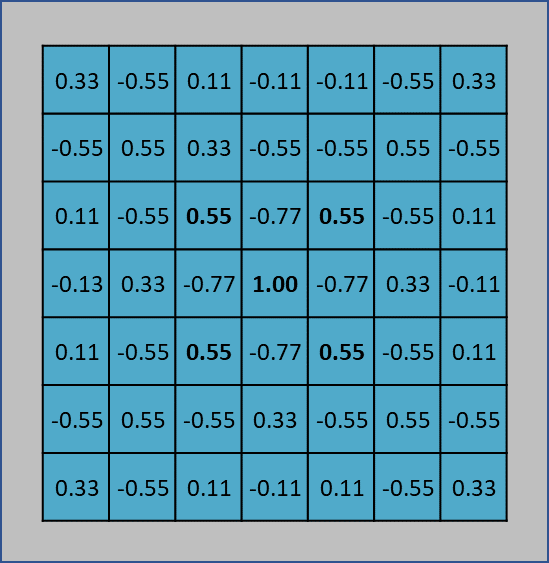 0.33 -0.55 0.11 -0.11 -0.11 -0.55 0.33
-0.55 0.55 0.33 -0.55 -0.55 0.55 -0.55
0.11 -0.55 0.55 -0.77 0.55 -0.55 0.11
-0.13 0.33 -0.77 1.00 -0.77 0.33 -0.11
0.11 -0.55 0.55 -0.77 0.55 -0.55 0.11
-0.55 0.55 -0.55 0.33 -0.55 0.55 -0.55
0.33 -0.55 0.11 -0.11 0.11 -0.55 0.33